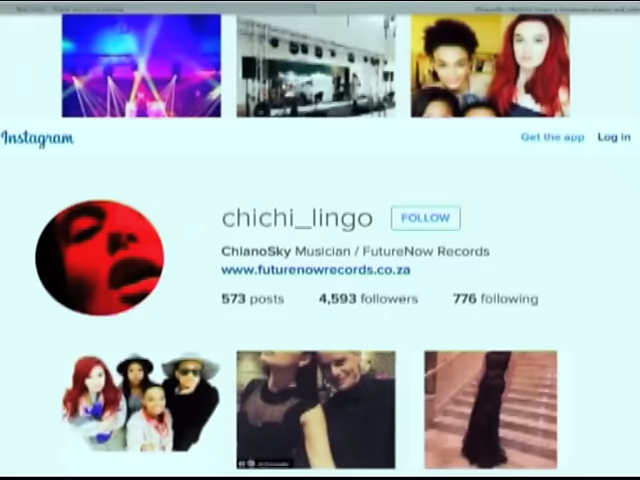 Instagram
Get the app Log in
chichi_lingo FOLLOW
ChianoSky Musician / FutureNow Records
www.futurenowrecords.co.za
573 posts 4,593 followers 776 following